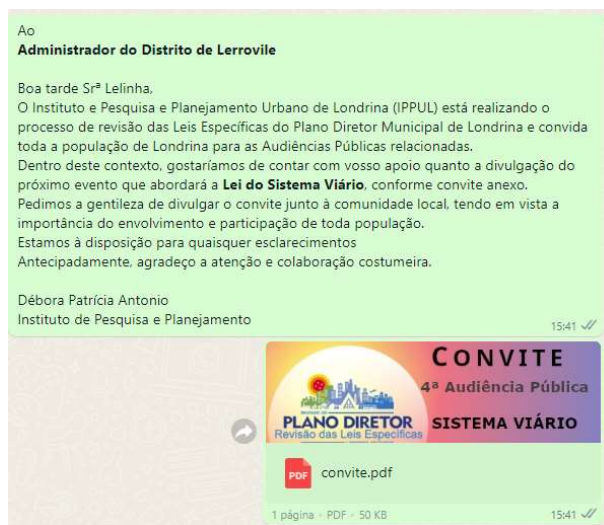 Ao
Administrador do Distrito de Lerrovile
Boa tarde Srª Lelinha,
O Instituto e Pesquisa e Planejamento Urbano de Londrina (IPPUL) está realizando o
processo de revisão das Leis Específicas do Plano Diretor Municipal de Londrina e convida
toda a população de Londrina para as Audiências Públicas relacionadas.
Dentro deste contexto, gostaríamos de contar com vosso apoio quanto a divulgação do
próximo evento que abordará a Lei do Sistema Viário, conforme convite anexo.
Pedimos a gentileza de divulgar o convite junto à comunidade local, tendo em vista a
importância do envolvimento e participação de toda população.
Estamos à disposição para quaisquer esclarecimentos
Antecipadamente, agradeço a atenção e colaboração costumeira.
Débora Patrícia Antonio
Instituto de Pesquisa e Planejamento
15:41
CONVITE
4ª Audiência Pública
SISTEMA VIÁRIO
PLANO DIRETOR
Revisão das Leis Específicas
PDF
convite.pdf
1 página • PDF • 50 KB
15:41